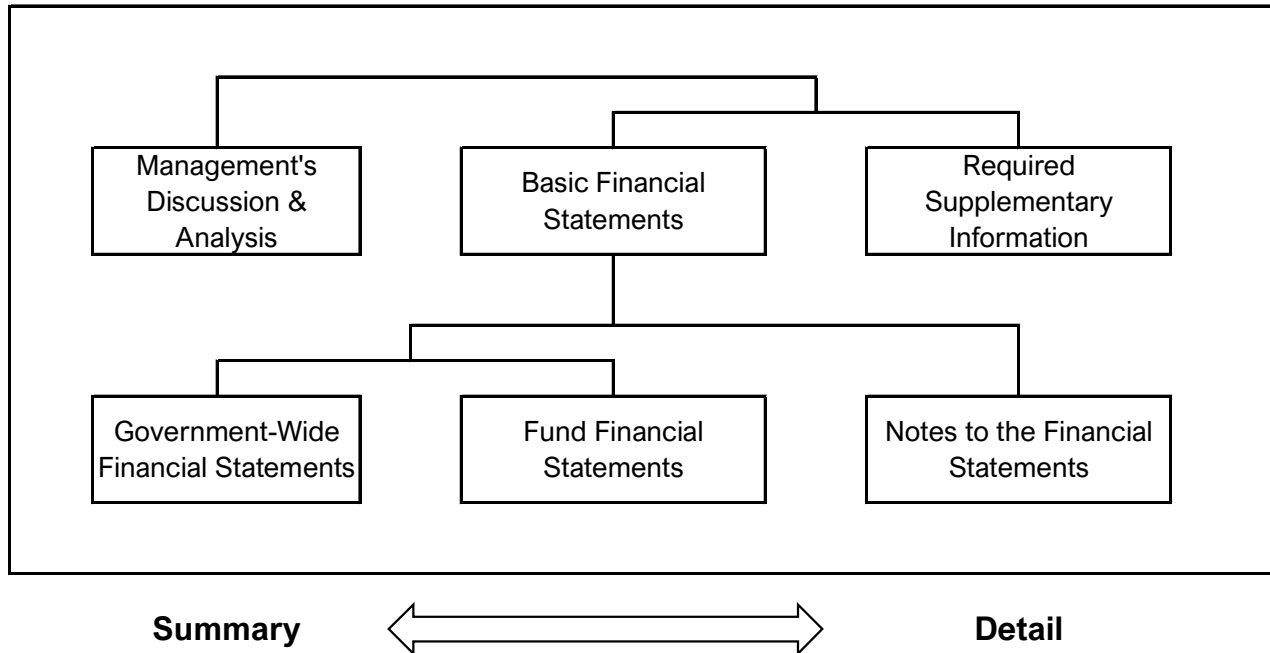 Management's
Discussion &
Analysis
Basic Financial
Statements
Required
Supplementary
Information
Government-Wide
Financial Statements
Fund Financial
Statements
Notes to the Financial
Statements
Summary
Detail